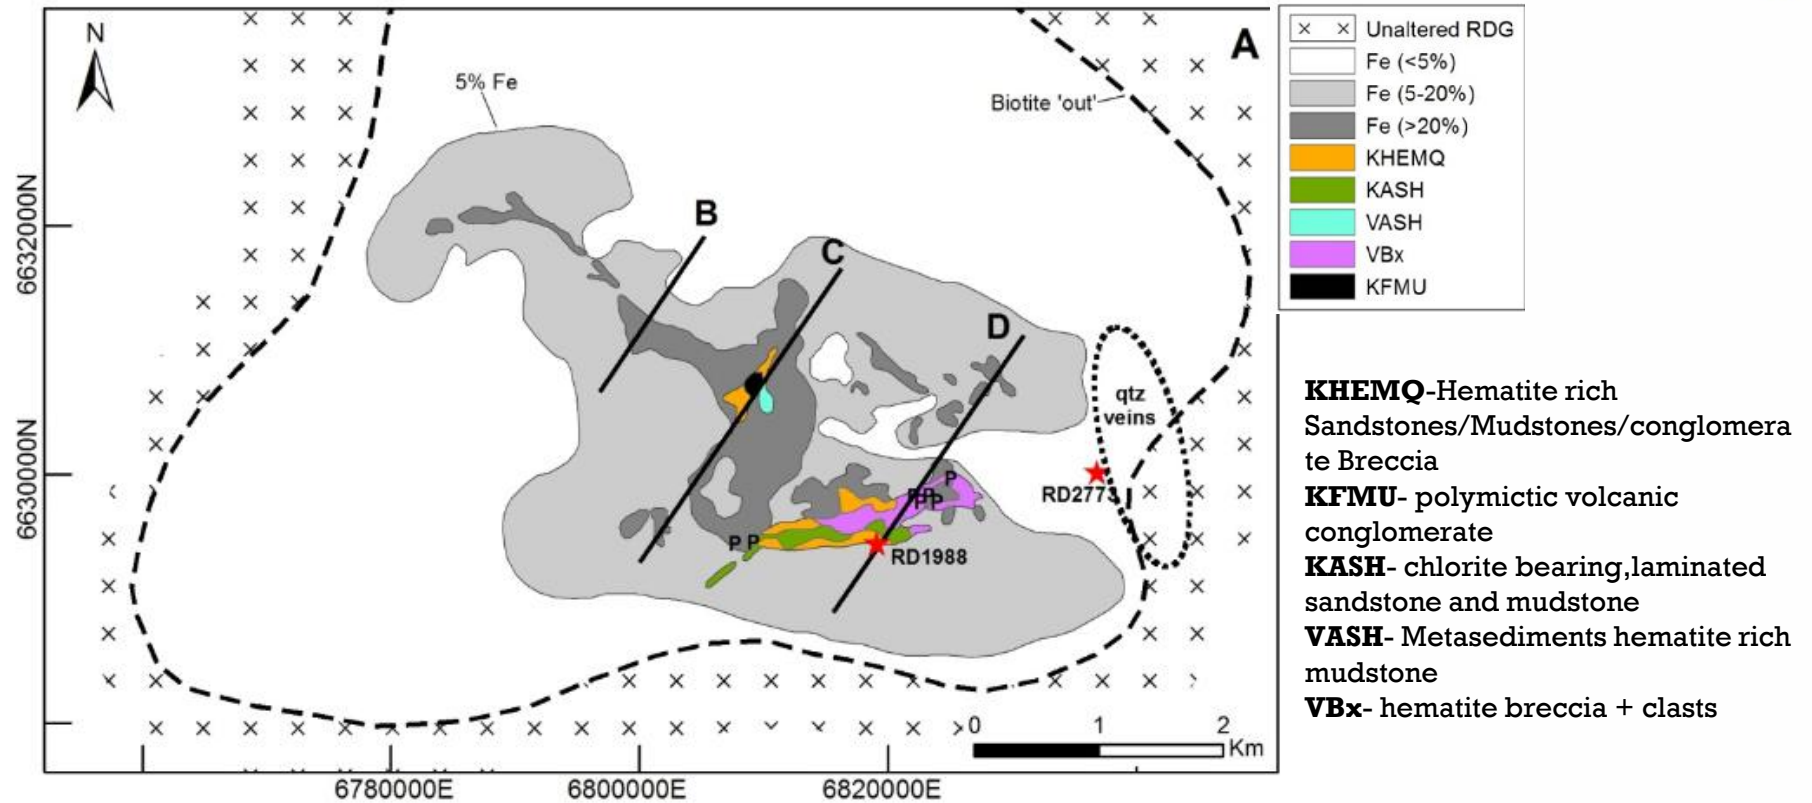 N
A
5% Fe
Biotite 'out'
B
C
D
qtz
veins
RD2773
P
P P
P P
P P
RD1988
6632000N
6630000N
6780000E
6800000E
6820000E
0 1 2
Km
Unaltered RDG
Fe (<5%)
Fe (5-20%)
Fe (>20%)
KHEMQ
KASH
VASH
VBx
KFMU
KHEMQ-Hematite rich
Sandstones/Mudstones/conglomera
te Breccia
KFMU- polymictic volcanic
conglomerate
KASH- chlorite bearing,laminated
sandstone and mudstone
VASH- Metasediments hematite rich
mudstone
VBx- hematite breccia + clasts